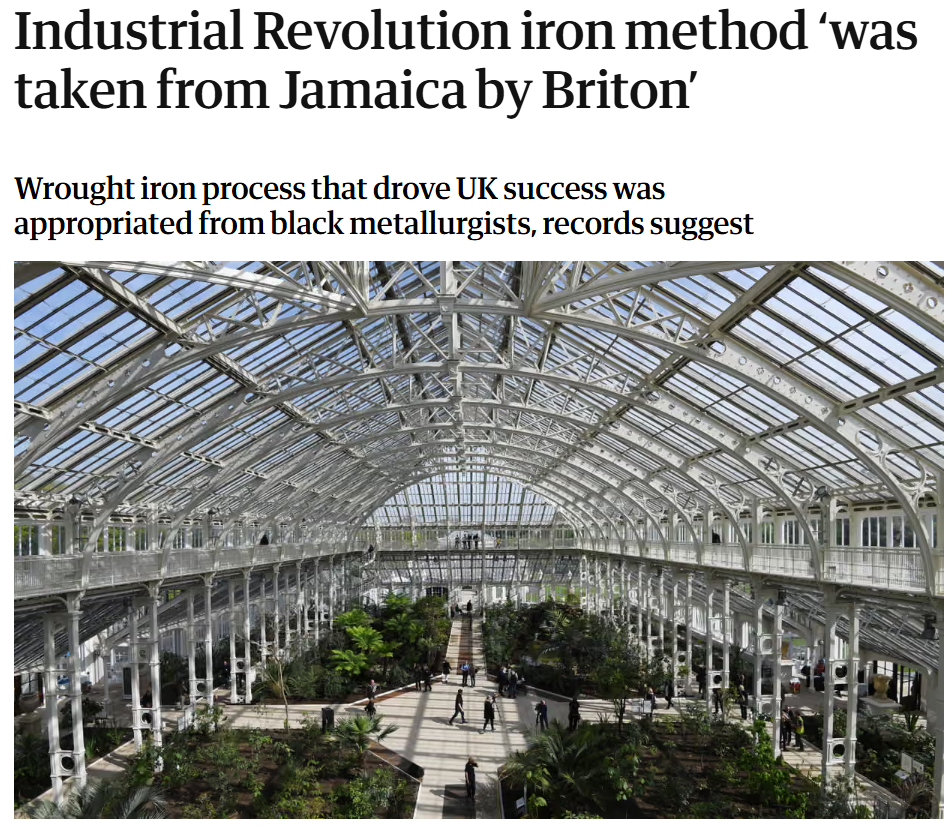 Industrial Revolution iron method ‘was
taken from Jamaica by Briton’
Wrought iron process that drove UK success was
appropriated from black metallurgists, records suggest